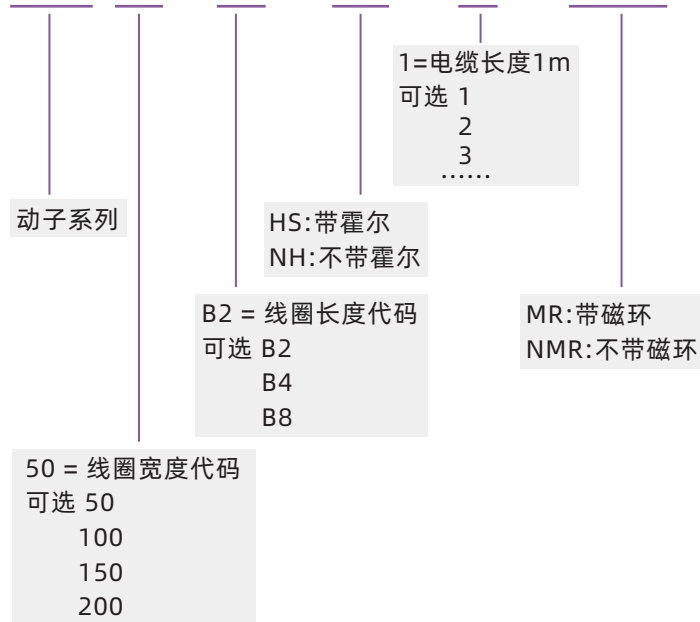 1=电缆长度1m
可选 1
2
3
......
动子系列
HS:带霍尔
NH:不带霍尔
B2 = 线圈长度代码
可选 B2
B4
B8
MR:带磁环
NMR:不带磁环
50 = 线圈宽度代码
可选 50
100
150
200